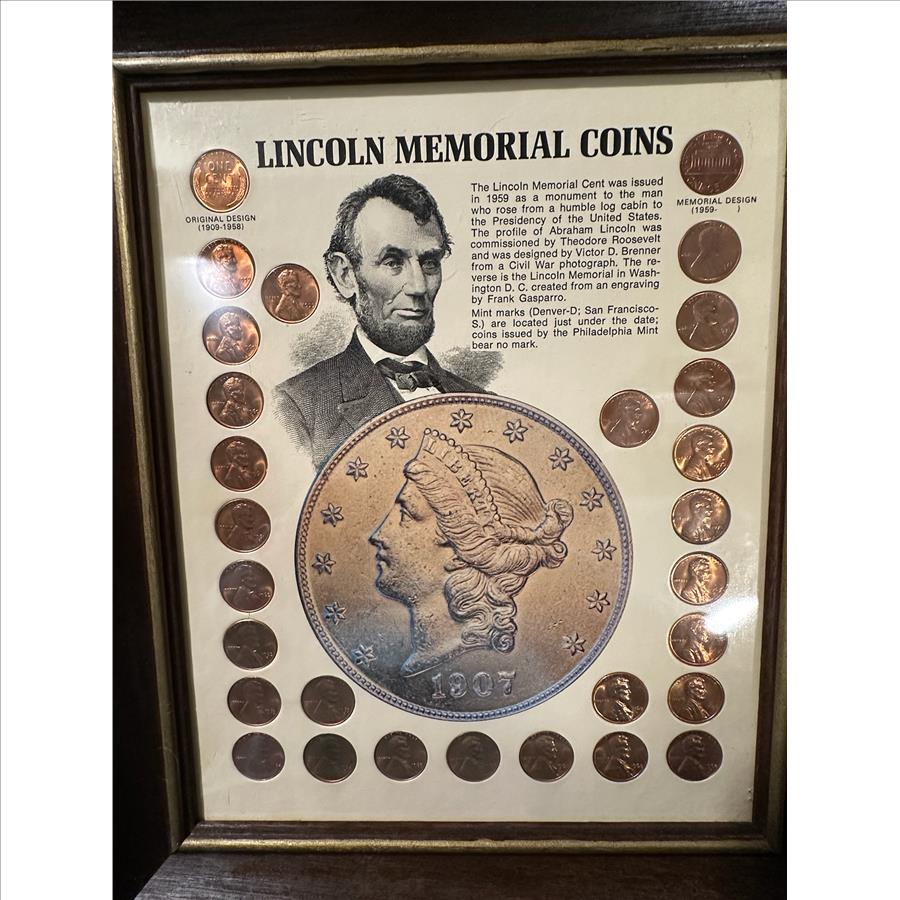 LINCOLN MEMORIAL COINS
ONE
CENT
ORIGINAL DESIGN
(1909-1958)
The Lincoln Memorial Cent was issued
in 1959 as a monument to the man
who rose from a humble log cabin to
the Presidency of the United States.
The profile of Abraham Lincoln was
commissioned by Theodore Roosevelt
and was designed by Victor D. Brenner
from a Civil War photograph. The re-
verse is the Lincoln Memorial in Wash-
ington D. C. created from an engraving
by Frank Gasparro.
Mint marks (Denver-D; San Francisco-
S.) are located just under the date;
coins issued by the Philadelphia Mint
bear no mark.
MEMORIAL DESIGN
(1959- )
LIBERTY
1907